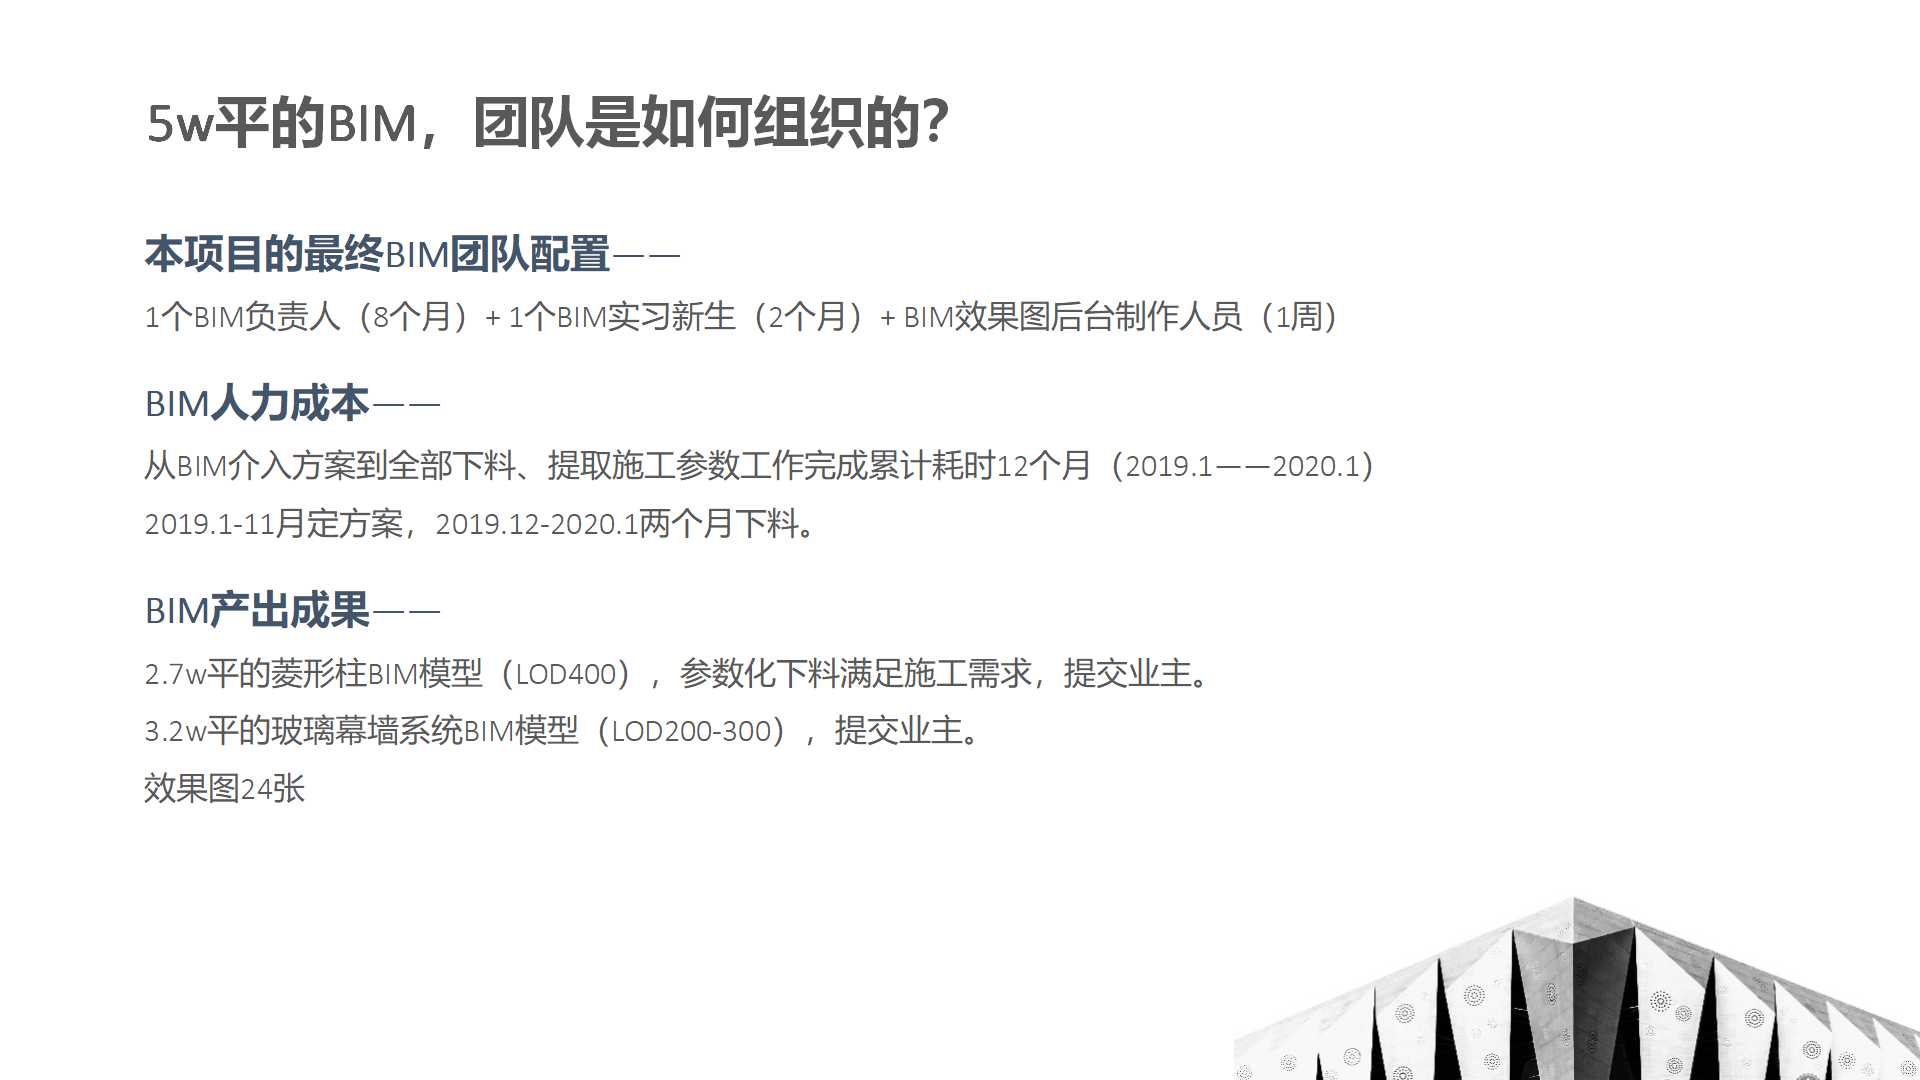 5w平的BIM，团队是如何组织的？
本项目的最终BIM团队配置——
1个BIM负责人（8个月）+ 1个BIM实习新生（2个月）+ BIM效果图后台制作人员（1周）
BIM人力成本——
从BIM介入方案到全部下料、提取施工参数工作完成累计耗时12个月（2019.1——2020.1）
2019.1-11月定方案，2019.12-2020.1两个月下料。
BIM产出成果——
2.7w平的菱形柱BIM模型（LOD400），参数化下料满足施工需求，提交业主。
3.2w平的玻璃幕墙系统BIM模型（LOD200-300），提交业主。
效果图24张